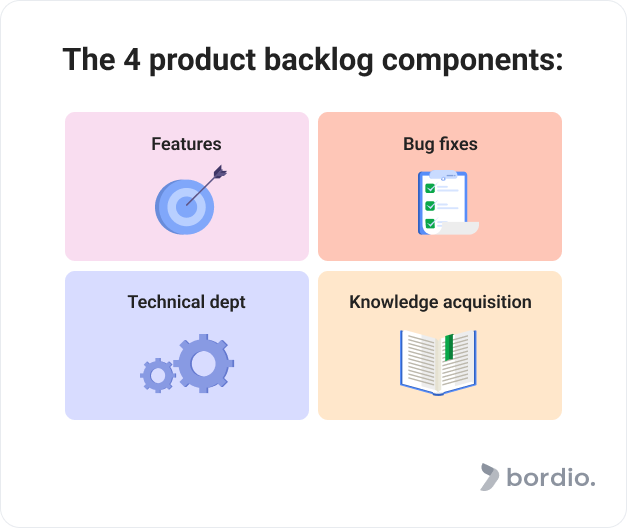 The 4 product backlog components:
Features
Bug fixes
Technical dept
Knowledge acquisition
bordio.